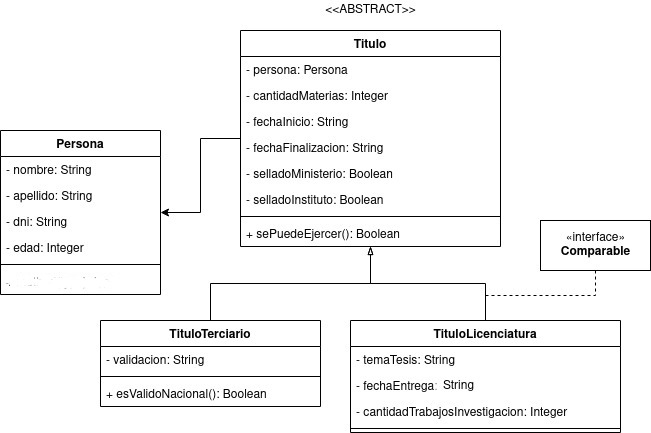 <<ABSTRACT>>
Titulo
- persona: Persona
- cantidadMaterias: Integer
- fechaInicio: String
- fechaFinalizacion: String
- selladoMinisterio: Boolean
- selladoInstituto: Boolean
+ sePuedeEjercer(): Boolean
Persona
- nombre: String
- apellido: String
- dni: String
- edad: Integer
«interface»
Comparable
TituloTerciario
- validacion: String
+ esValidoNacional(): Boolean
TituloLicenciatura
- temaTesis: String
- fechaEntrega: String
- cantidadTrabajosInvestigacion: Integer